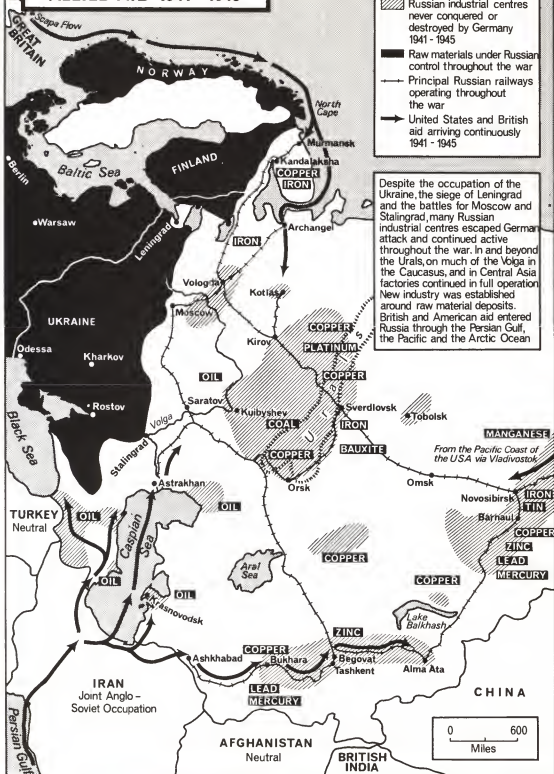 Scapa Flow
GREAT
BRITAIN
NORWAY
North
Cape
Murmansk
Kandalaksha
COPPER
IRON
FINLAND
Baltic Sea
Berlin
Warsaw
Leningrad
Archangel
IRON
Vologda
Kotlas
Moscow
Russian industrial centres
never conquered or
destroyed by Germany
1941 - 1945
Raw materials under Russian
control throughout the war
Principal Russian railways
operating throughout
the war
United States and British
aid arriving continuously
1941 - 1945
Despite the occupation of the
Ukraine, the siege of Leningrad
and the battles for Moscow and
Stalingrad, many Russian
industrial centres escaped German
attack and continued active
throughout the war. In and beyond
the Urals, on much of the Volga in
the Caucasus, and in Central Asia
factories continued in full operation
New industry was established
around raw material deposits.
British and American aid entered
Russia through the Persian Gulf,
the Pacific and the Arctic Ocean
UKRAINE
Odessa
Kharkov
Rostov
Black Sea
Kirov
COPPER
PLATINUM
COPPER
Urals
OIL
Saratov
Volga
Kuibyshev
COAL
COPPER
Sverdlovsk
IRON
BAUXITE
Tobolsk
Orsk
Omsk
MANGANESE
From the Pacific Coast of
the USA via Vladivostok
Novosibirsk
IRON
TIN
Barnaul
COPPER
ZINC
LEAD
MERCURY
Stalingrad
Astrakhan
OIL
TURKEY
Neutral
OIL
Caspian
Sea
OIL
OIL
Krasnovodsk
Aral
Sea
COPPER
COPPER
Lake
Balkhash
Ashkhabad
COPPER
Bukhara
LEAD
MERCURY
ZINC
Begovat
Tashkent
Alma Ata
IRAN
Joint Anglo -
Soviet Occupation
Persian Gulf
AFGHANISTAN
Neutral
BRITISH
INDIA
CHINA
0 600
Miles